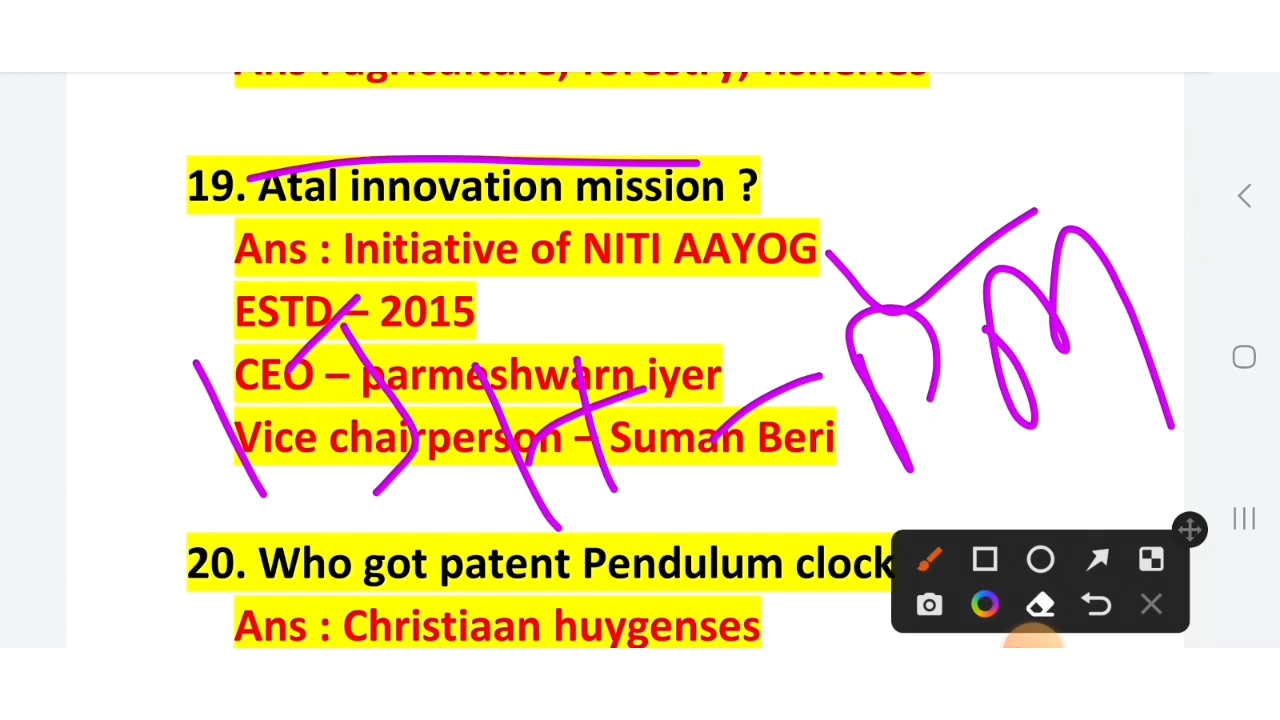 19. Atal innovation mission ?
Ans : Initiative of NITI AAYOG
ESTD – 2015
CEO – parmeshwarn iyer
Vice chairperson – Suman Beri
PM
20. Who got patent Pendulum clock
Ans : Christiaan huygenses